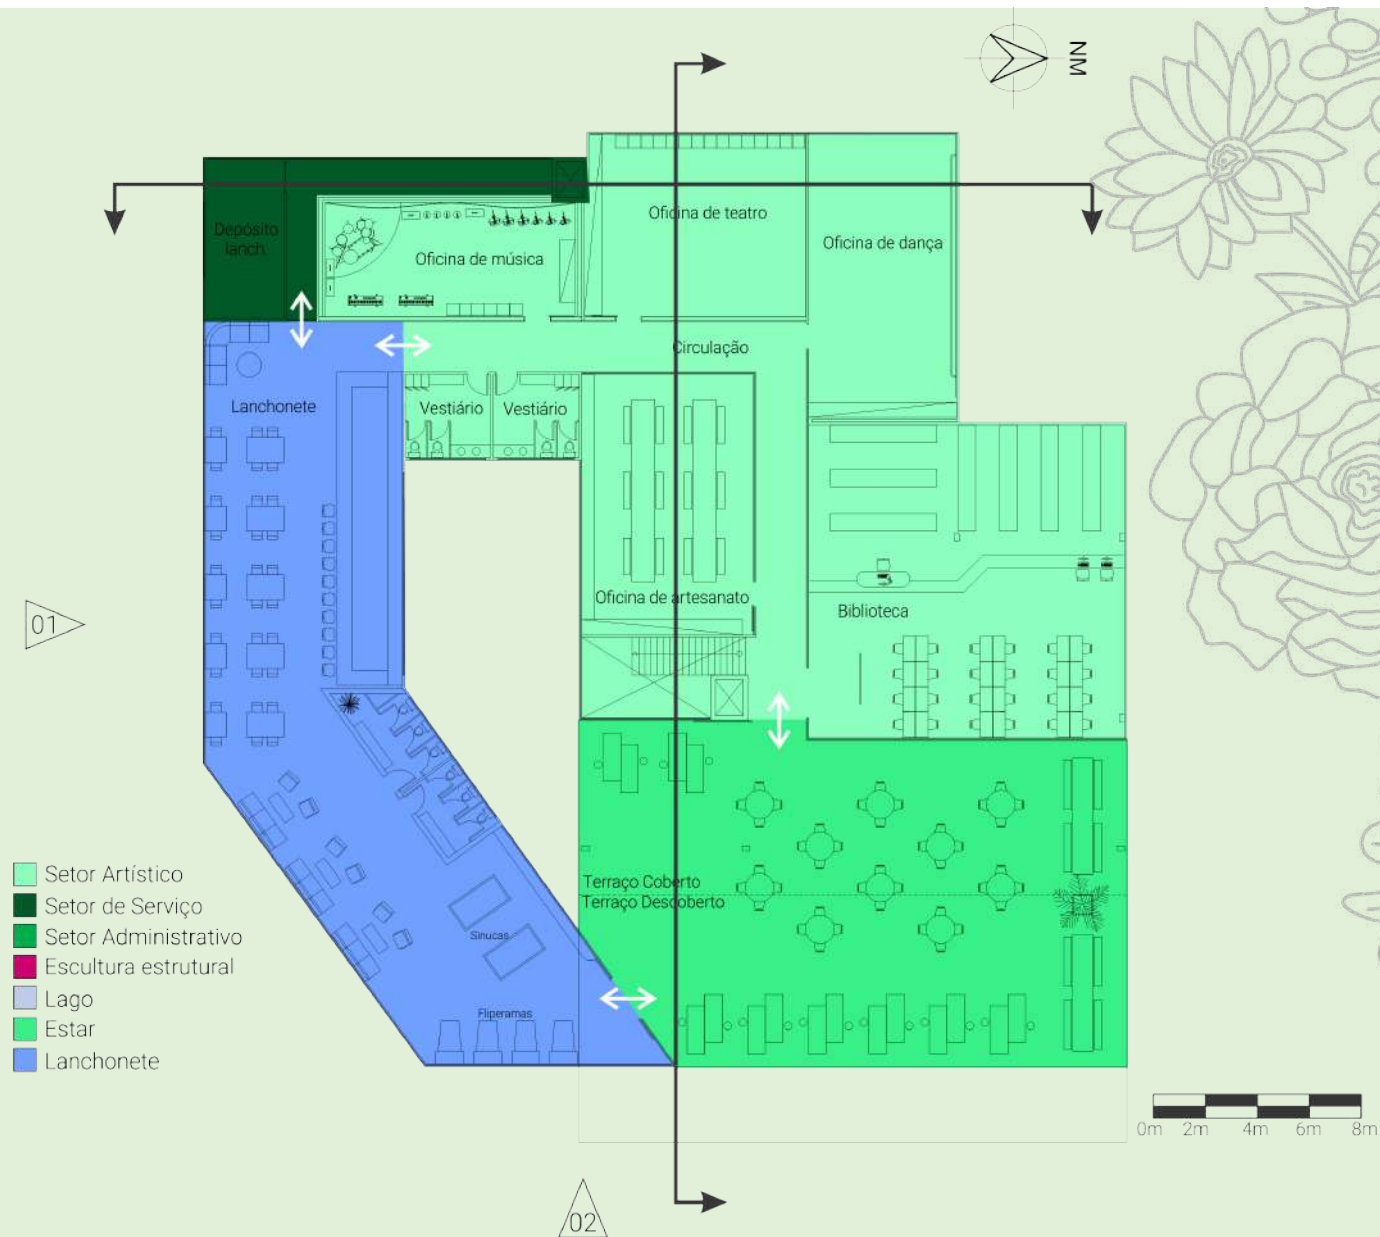 NM
Depósito
lanch.
Oficina de música
Oficina de teatro
Oficina de dança
Circulação
Lanchonete
Vestiário
Vestiário
Oficina de artesanato
Biblioteca
01
Terraço Coberto
Terraço Descoberto
Sinucas
Fliperamas
Setor Artístico
Setor de Serviço
Setor Administrativo
Escultura estrutural
Lago
Estar
Lanchonete
0m 2m 4m 6m 8m
02